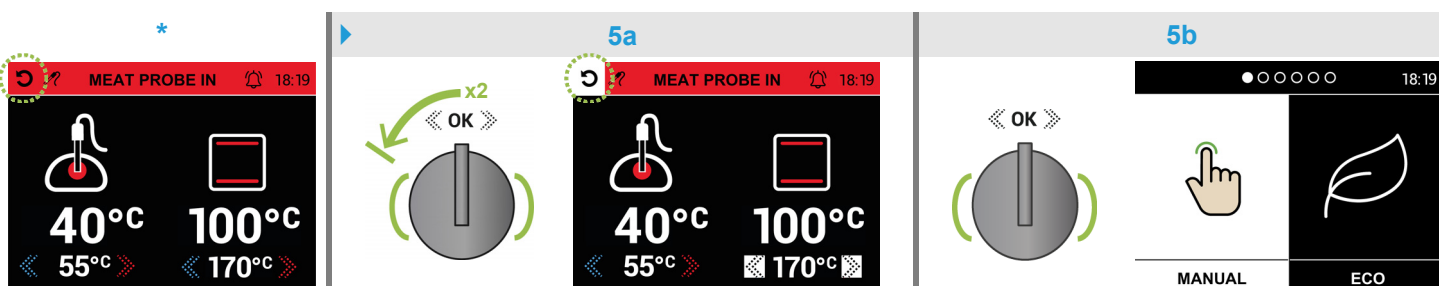 *
5a
5b
MEAT PROBE IN 18:19
40°C 100°C
55°C 170°C
x2
OK
MEAT PROBE IN 18:19
40°C 100°C
55°C 170°C
OK
18:19
MANUAL ECO